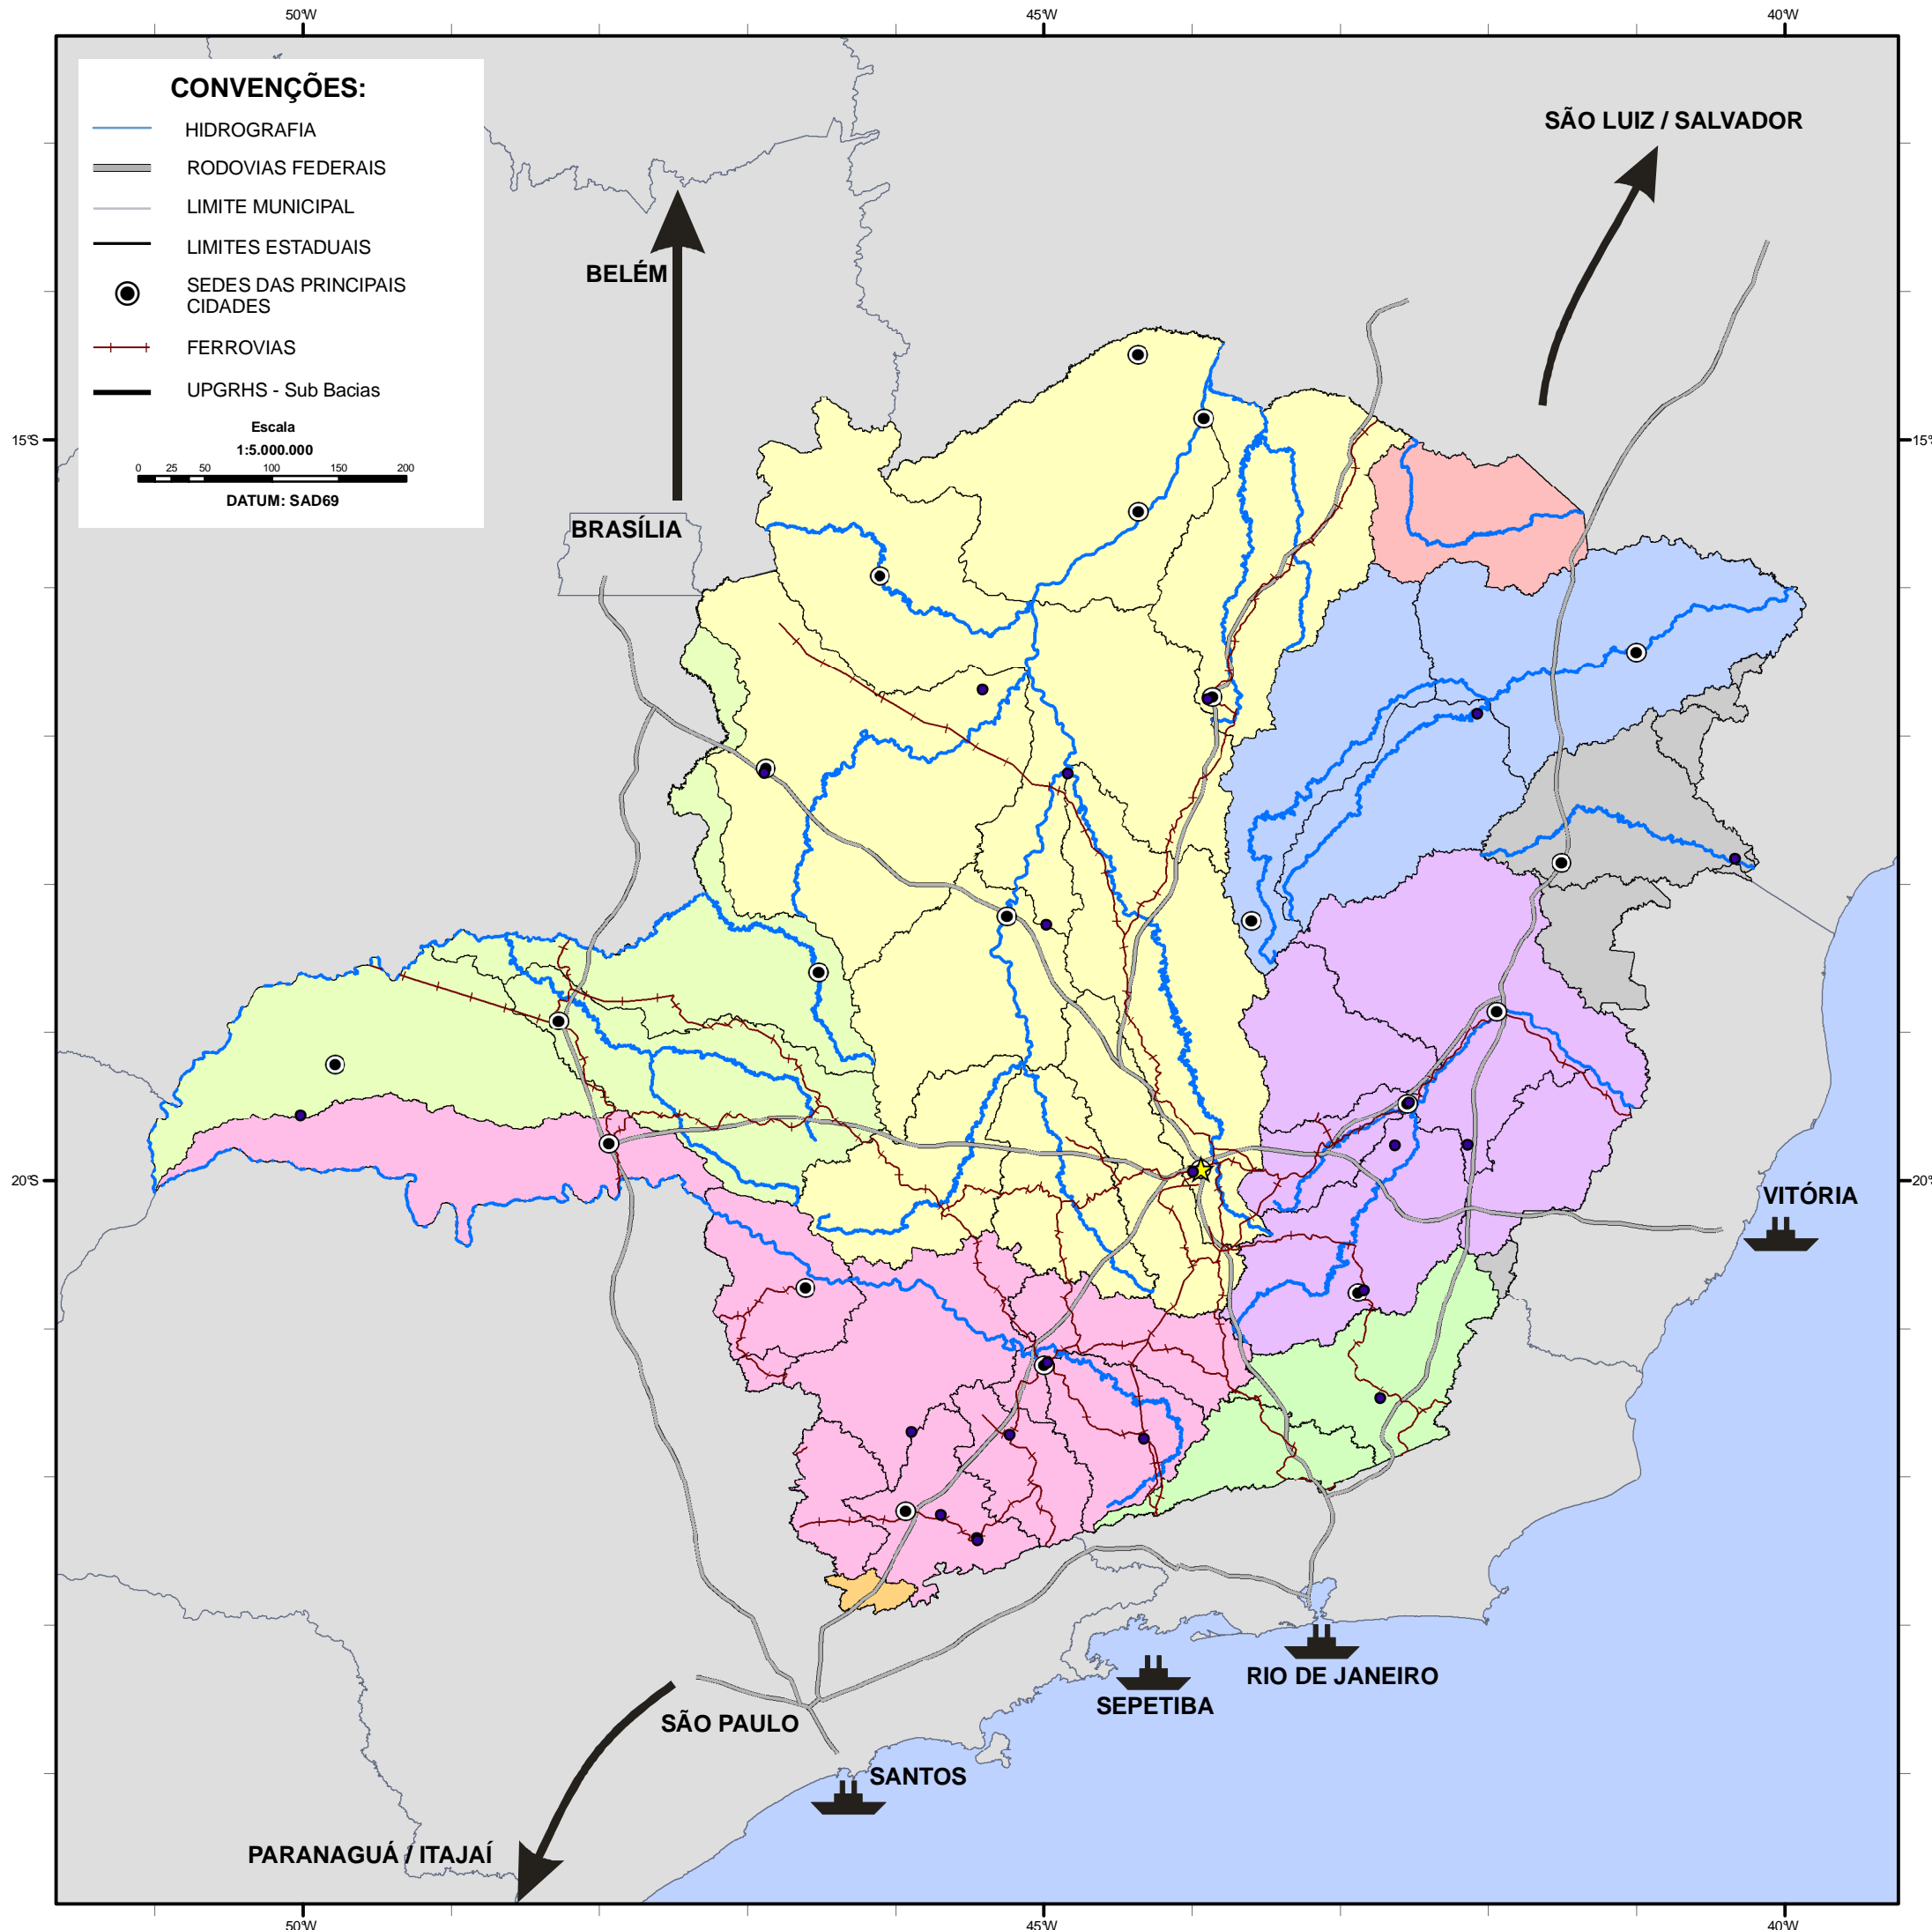 50°W 45°W 40°W
CONVENÇÕES:
HIDROGRAFIA
RODOVIAS FEDERAIS
LIMITE MUNICIPAL
LIMITES ESTADUAIS
SEDES DAS PRINCIPAIS
CIDADES
FERROVIAS
UPGRHS - Sub Bacias
Escala
1:5.000.000
0 25 50 100 150 200
DATUM: SAD69
SÃO LUIZ / SALVADOR
BELÉM
15°S 15°
BRASÍLIA
20°S 20°
VITÓRIA
RIO DE JANEIRO
SEPETIBA
SÃO PAULO
SANTOS
PARANAGUÁ / ITAJAÍ
50°W 45°W 40°W